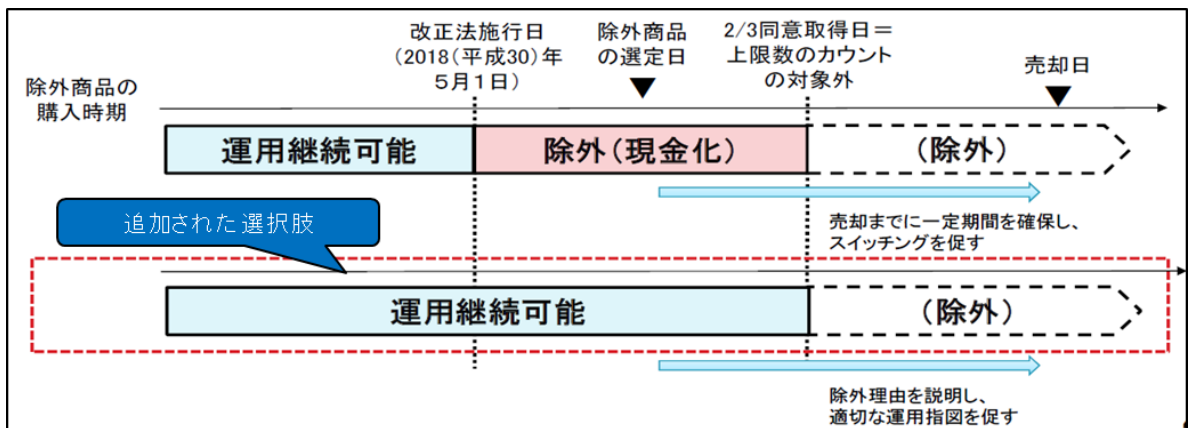 改正法施行日
(2018(平成30)年
5月1日)
除外商品
の選定日
2/3同意取得日=
上限数のカウント
の対象外
売却日
除外商品の
購入時期
運用継続可能
除外(現金化)
(除外)
追加された選択肢
売却までに一定期間を確保し、
スイッチングを促す
運用継続可能
(除外)
除外理由を説明し、
適切な運用指図を促す